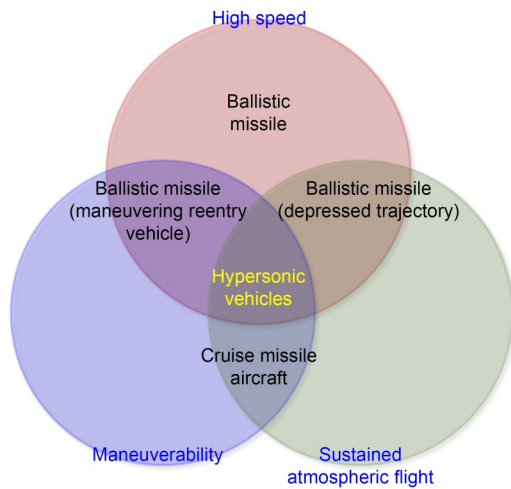 High speed
Ballistic
missile
Ballistic missile
(maneuvering reentry
vehicle)
Ballistic missile
(depressed trajectory)
Hypersonic
vehicles
Cruise missile
aircraft
Maneuverability
Sustained
atmospheric flight